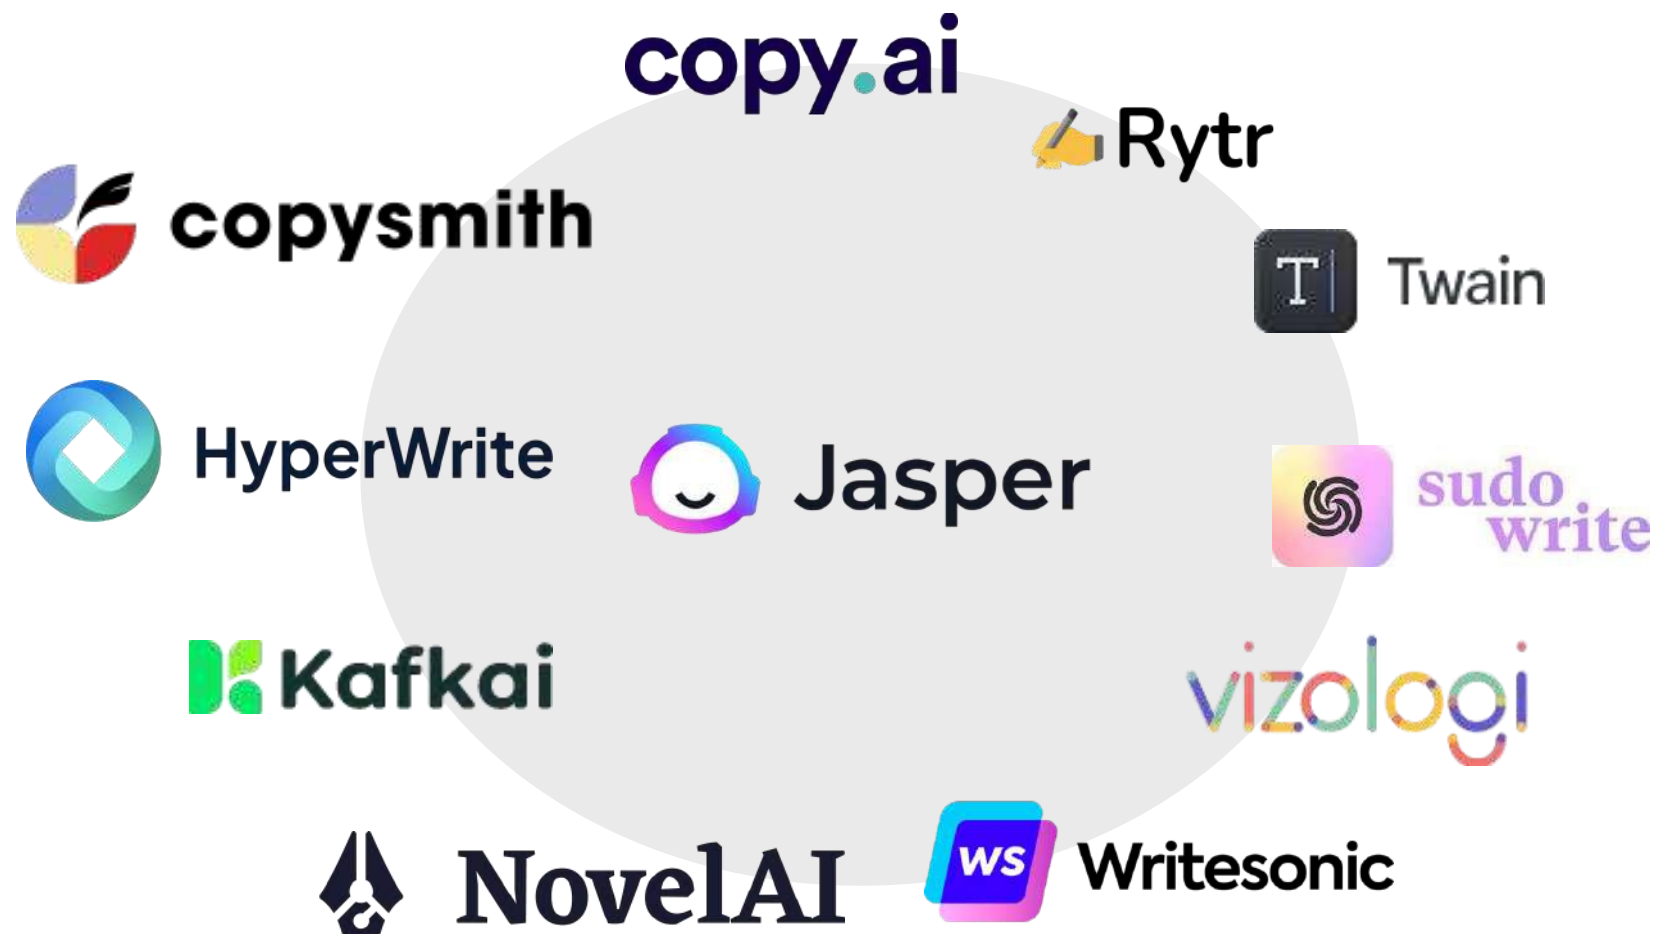 copy.ai
Rytr
copysmith
T
Twain
HyperWrite
Jasper
sudo
write
Kafkai
vizologi
NovelAI
ws
Writesonic